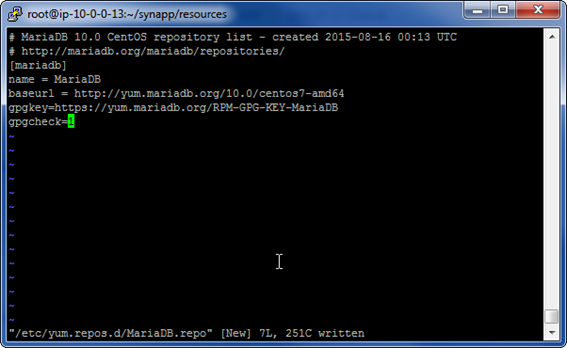 root@ip-10-0-0-13:~/synapp/resources
# MariaDB 10.0 CentOS repository list - created 2015-08-16 00:13 UTC
# http://mariadb.org/mariadb/repositories/
[mariadb]
name = MariaDB
baseurl = http://yum.mariadb.org/10.0/centos7-amd64
gpgkey=https://yum.mariadb.org/RPM-GPG-KEY-MariaDB
gpgcheck=1
~
~
~
~
~
~
~
~
~
~
~
~
~
~
"/etc/yum.repos.d/MariaDB.repo" [New] 7L, 251C written